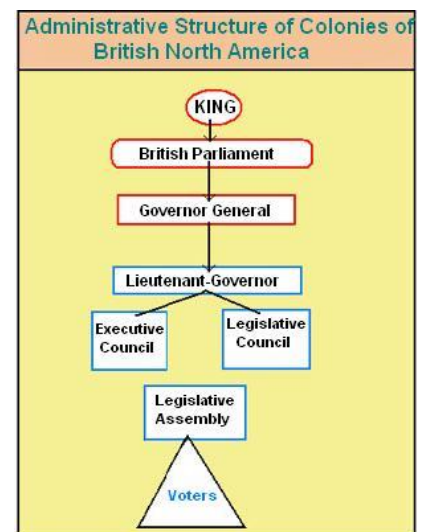 Administrative Structure of Colonies of
British North America
KING
British Parliament
Governor General
Lieutenant-Governor
Executive
Council
Legislative
Council
Legislative
Assembly
Voters